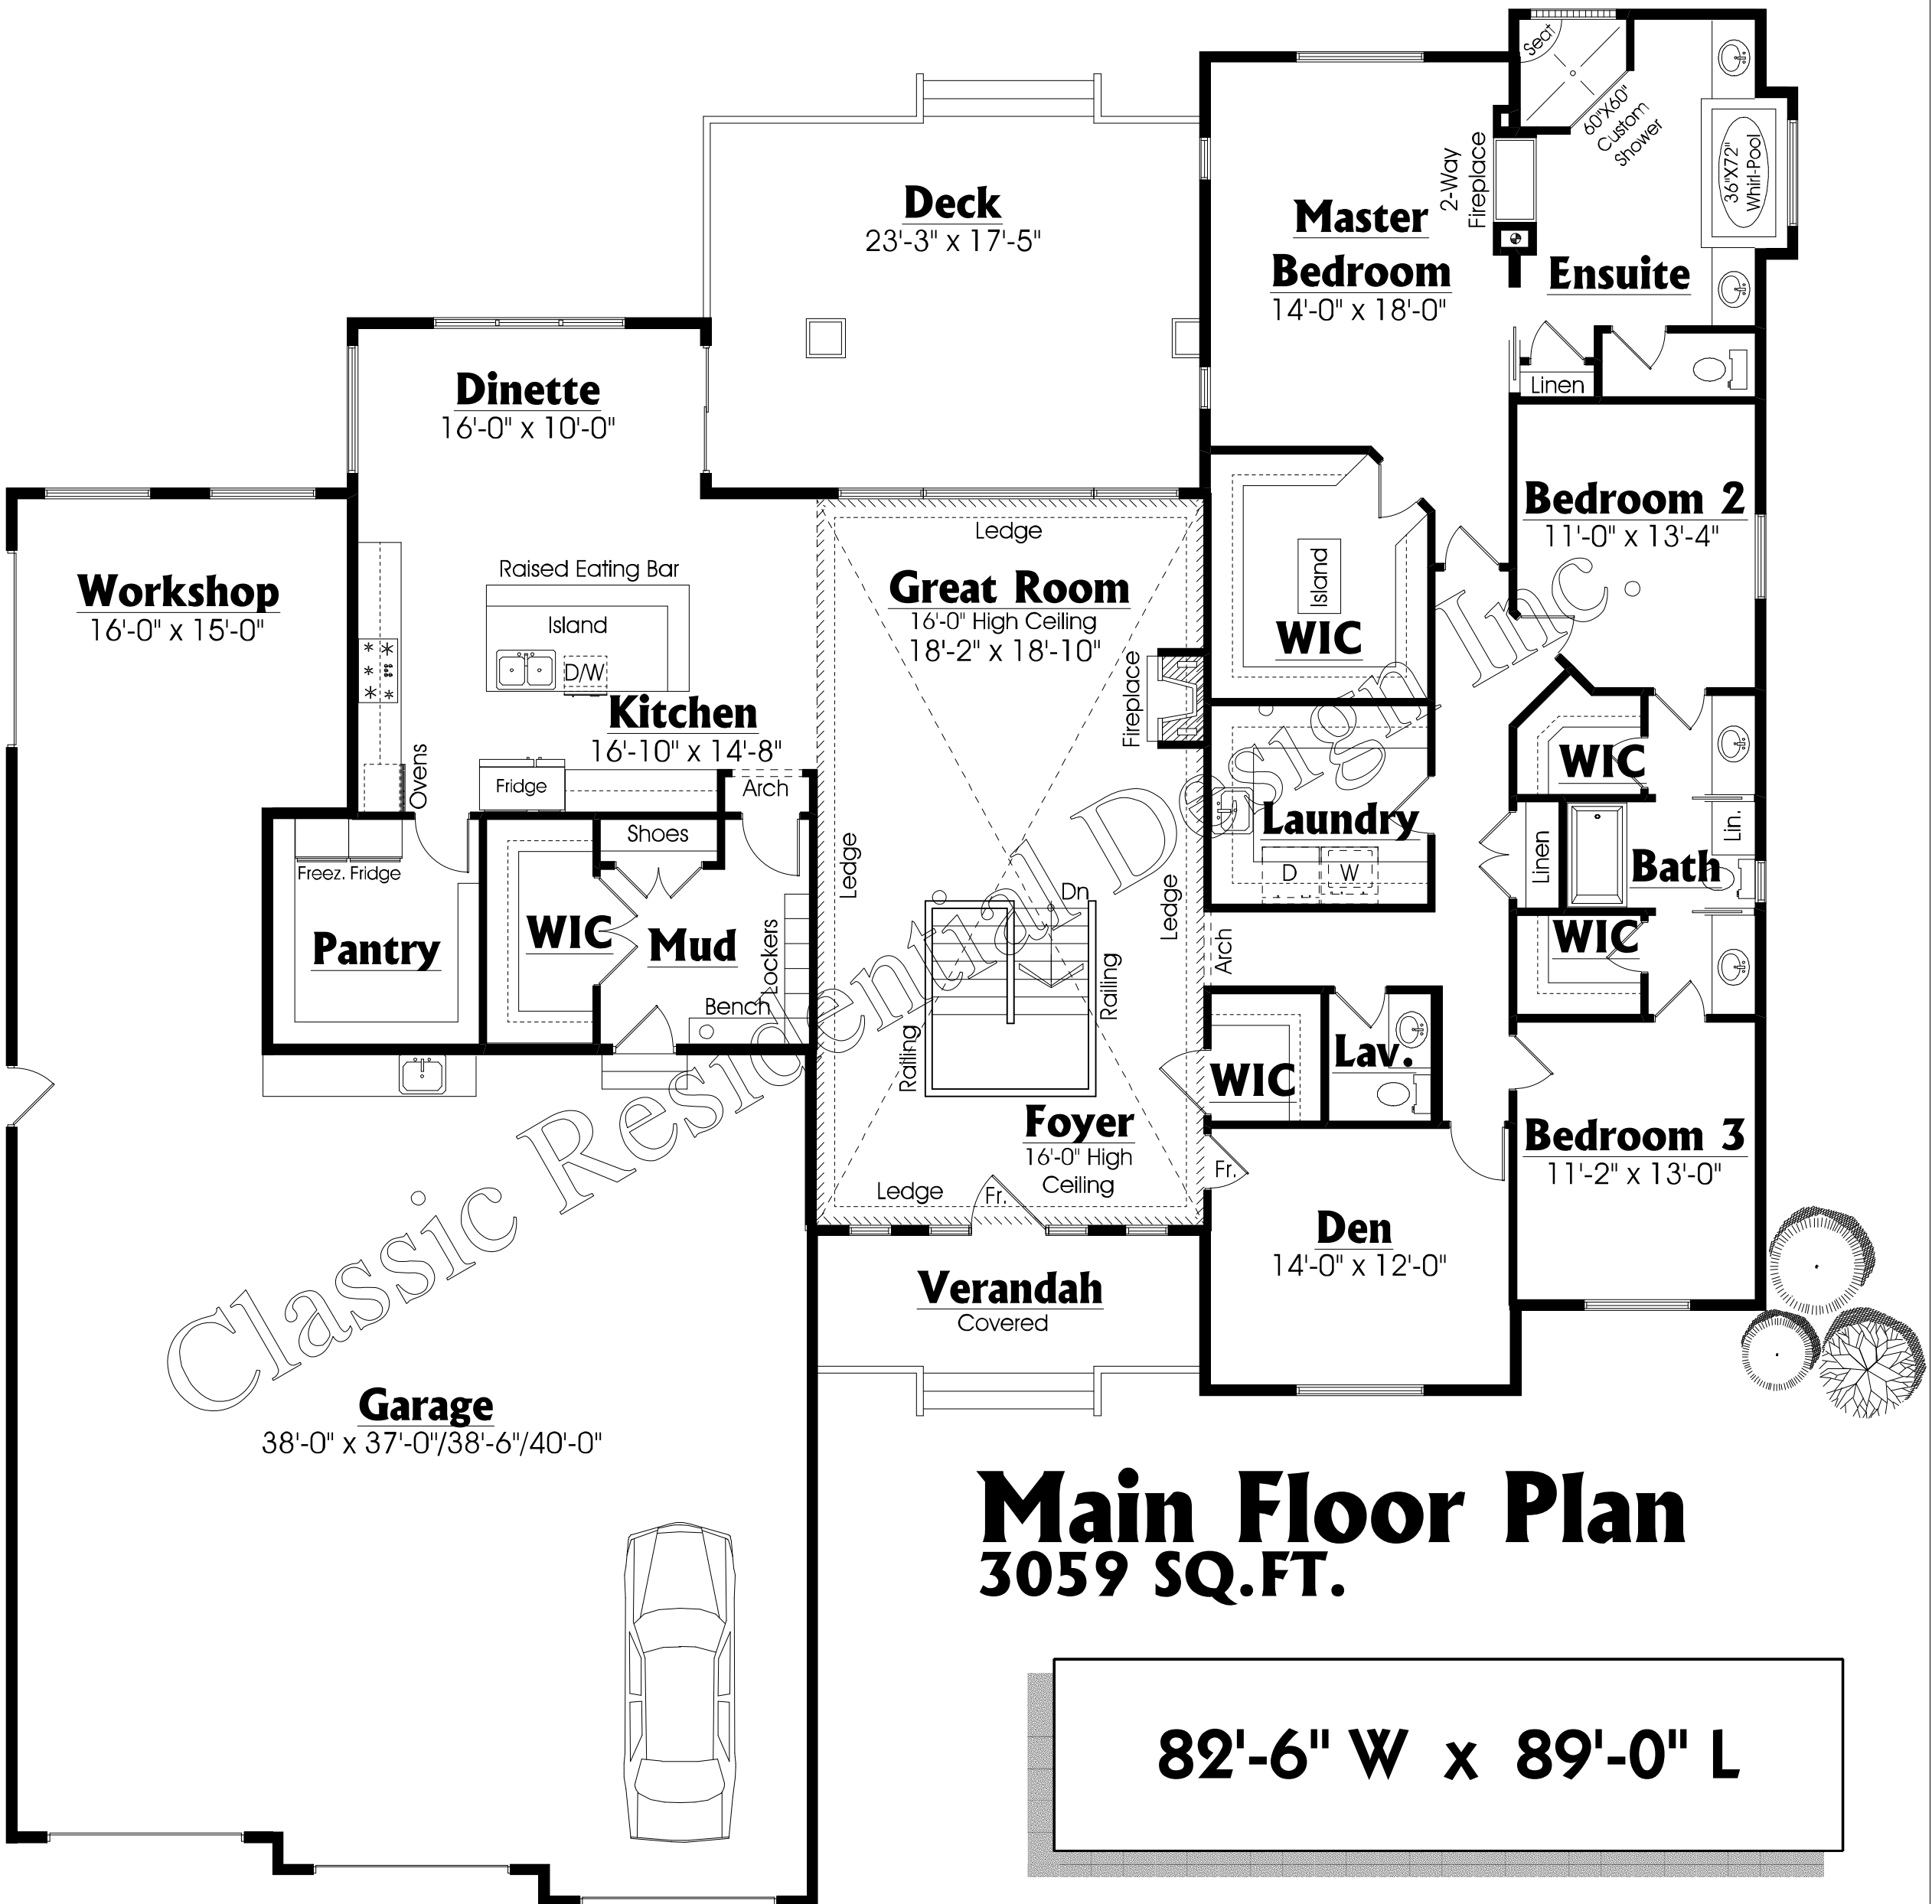 Seat
60"X60"
Custom
Shower
36"X72"
Whirl-Pool
2-Way
Fireplace
Deck
23'-3" x 17'-5"
Master
Bedroom
14'-0" x 18'-0"
Ensuite
Linen
Dinette
16'-0" x 10'-0"
Bedroom 2
11'-0" x 13'-4"
Ledge
Great Room
16'-0" High Ceiling
18'-2" x 18'-10"
Island
WIC
Workshop
16'-0" x 15'-0"
Raised Eating Bar
Island
D/W
Kitchen
16'-10" x 14'-8"
Fireplace
Ovens
Fridge
Arch
WIC
Laundry
D
W
Linen
Lin.
Bath
Shoes
Freez. Fridge
Ledge
Dn
Ledge
Pantry
WIC
Mud
Lockers
Bench
Railing
Railing
Arch
WIC
WIC
Lav.
Foyer
16'-0" High
Ceiling
Bedroom 3
11'-2" x 13'-0"
Ledge
Fr.
Fr.
Den
14'-0" x 12'-0"
Verandah
Covered
Classic Residential Design Inc.
Garage
38'-0" x 37'-0"/38'-6"/40'-0"
Main Floor Plan
3059 SQ.FT.
82'-6" W x 89'-0" L